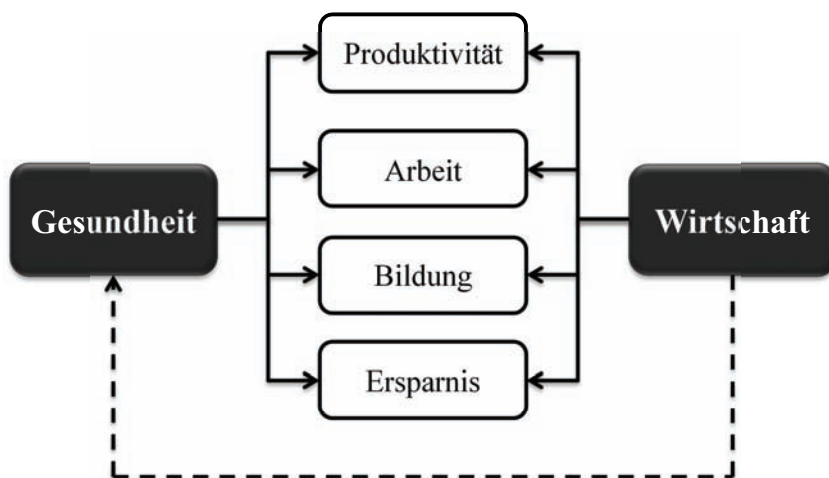 Produktivität
Arbeit
Gesundheit
Wirtschaft
Bildung
Ersparnis